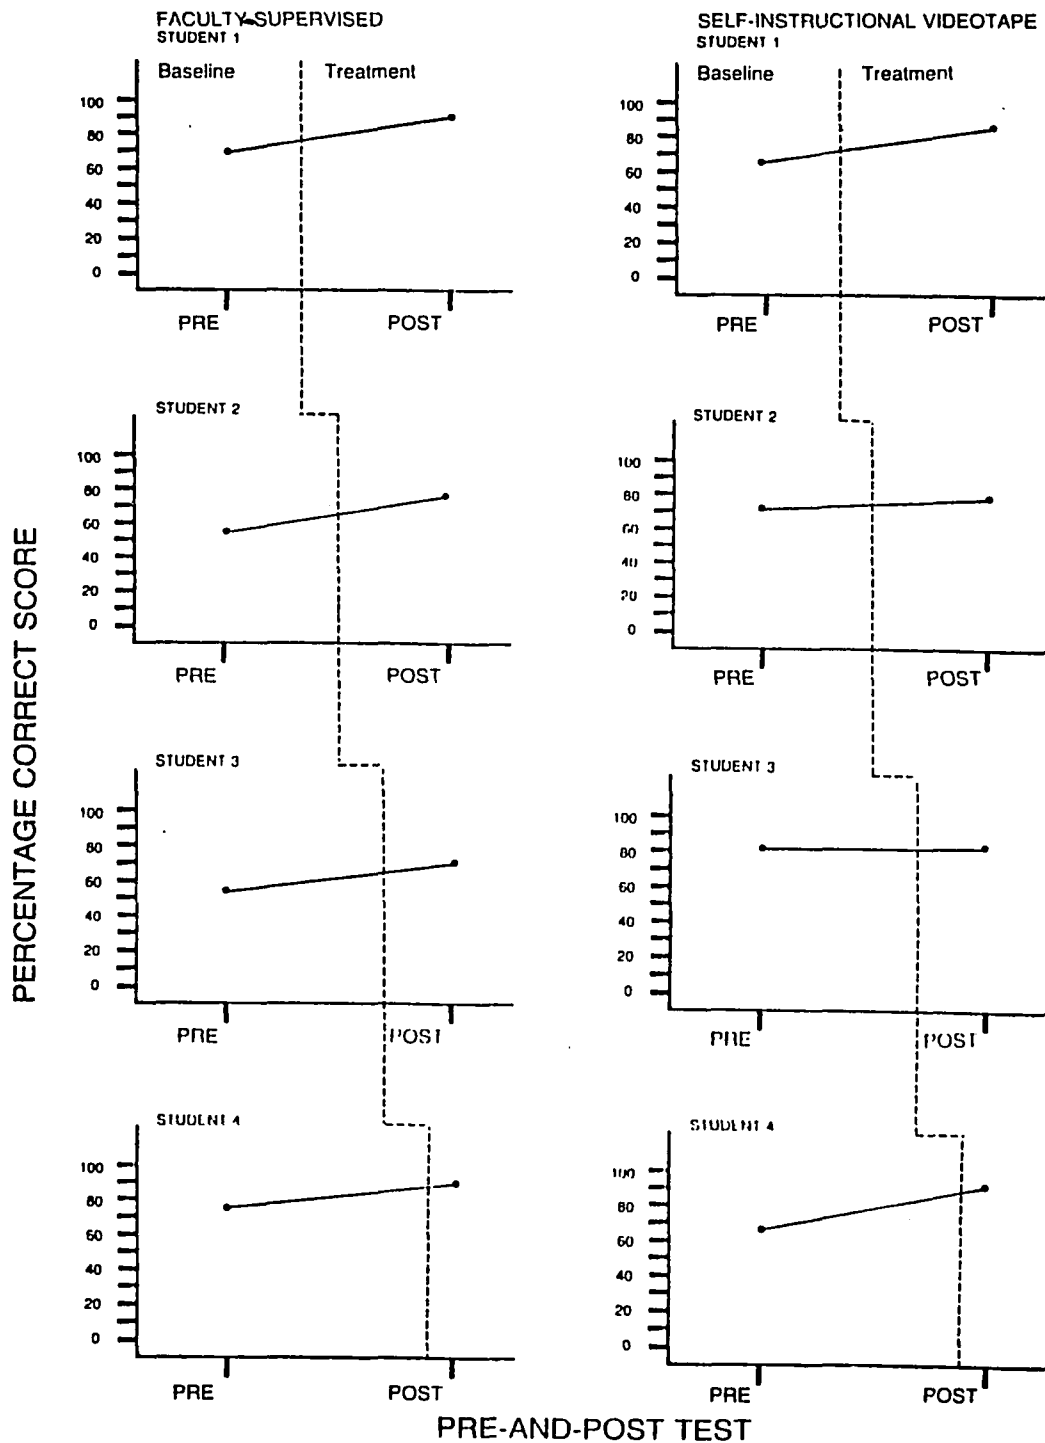 FACULTY-SUPERVISED
STUDENT 1
Baseline Treatment
100
80
60
40
20
0
PRE POST
STUDENT 2
100
80
60
40
20
0
PRE POST
STUDENT 3
100
80
60
40
20
0
PRE POST
STUDENT 4
100
80
60
40
20
0
PRE POST
SELF-INSTRUCTIONAL VIDEOTAPE
STUDENT 1
Baseline Treatment
100
80
60
40
20
0
PRE POST
STUDENT 2
100
80
60
40
20
0
PRE POST
STUDENT 3
100
80
60
40
20
0
PRE POST
STUDENT 4
100
80
60
40
20
0
PRE POST
PERCENTAGE CORRECT SCORE
PRE-AND-POST TEST